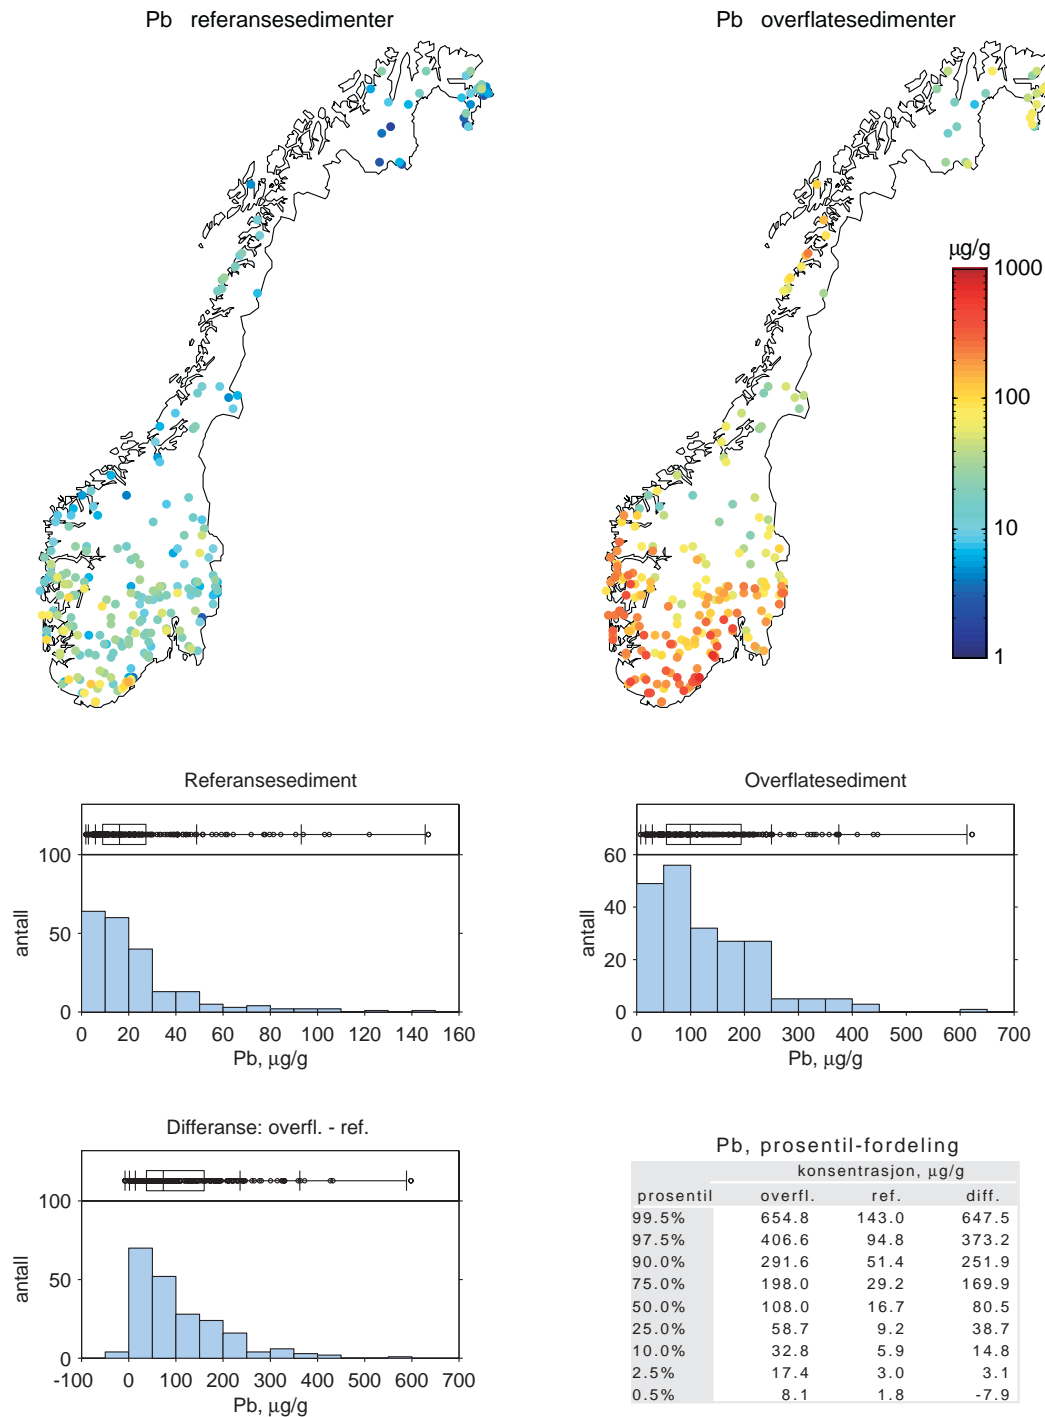 Pb referansesedimenter
Pb overflatesedimenter
µg/g
1000
100
10
1
Referansesediment
100
50
0
antall
0 20 40 60 80 100 120 140 160
Pb, µg/g
Overflatesediment
60
40
20
0
antall
0 100 200 300 400 500 600 700
Pb, µg/g
Differanse: overfl. - ref.
100
50
0
antall
-100 0 100 200 300 400 500 600 700
Pb, µg/g
Pb, prosentil-fordeling
konsentrasjon, µg/g
prosentil overfl. ref. diff.
99.5% 654.8 143.0 647.5
97.5% 406.6 94.8 373.2
90.0% 291.6 51.4 251.9
75.0% 198.0 29.2 169.9
50.0% 108.0 16.7 80.5
25.0% 58.7 9.2 38.7
10.0% 32.8 5.9 14.8
2.5% 17.4 3.0 3.1
0.5% 8.1 1.8 -7.9